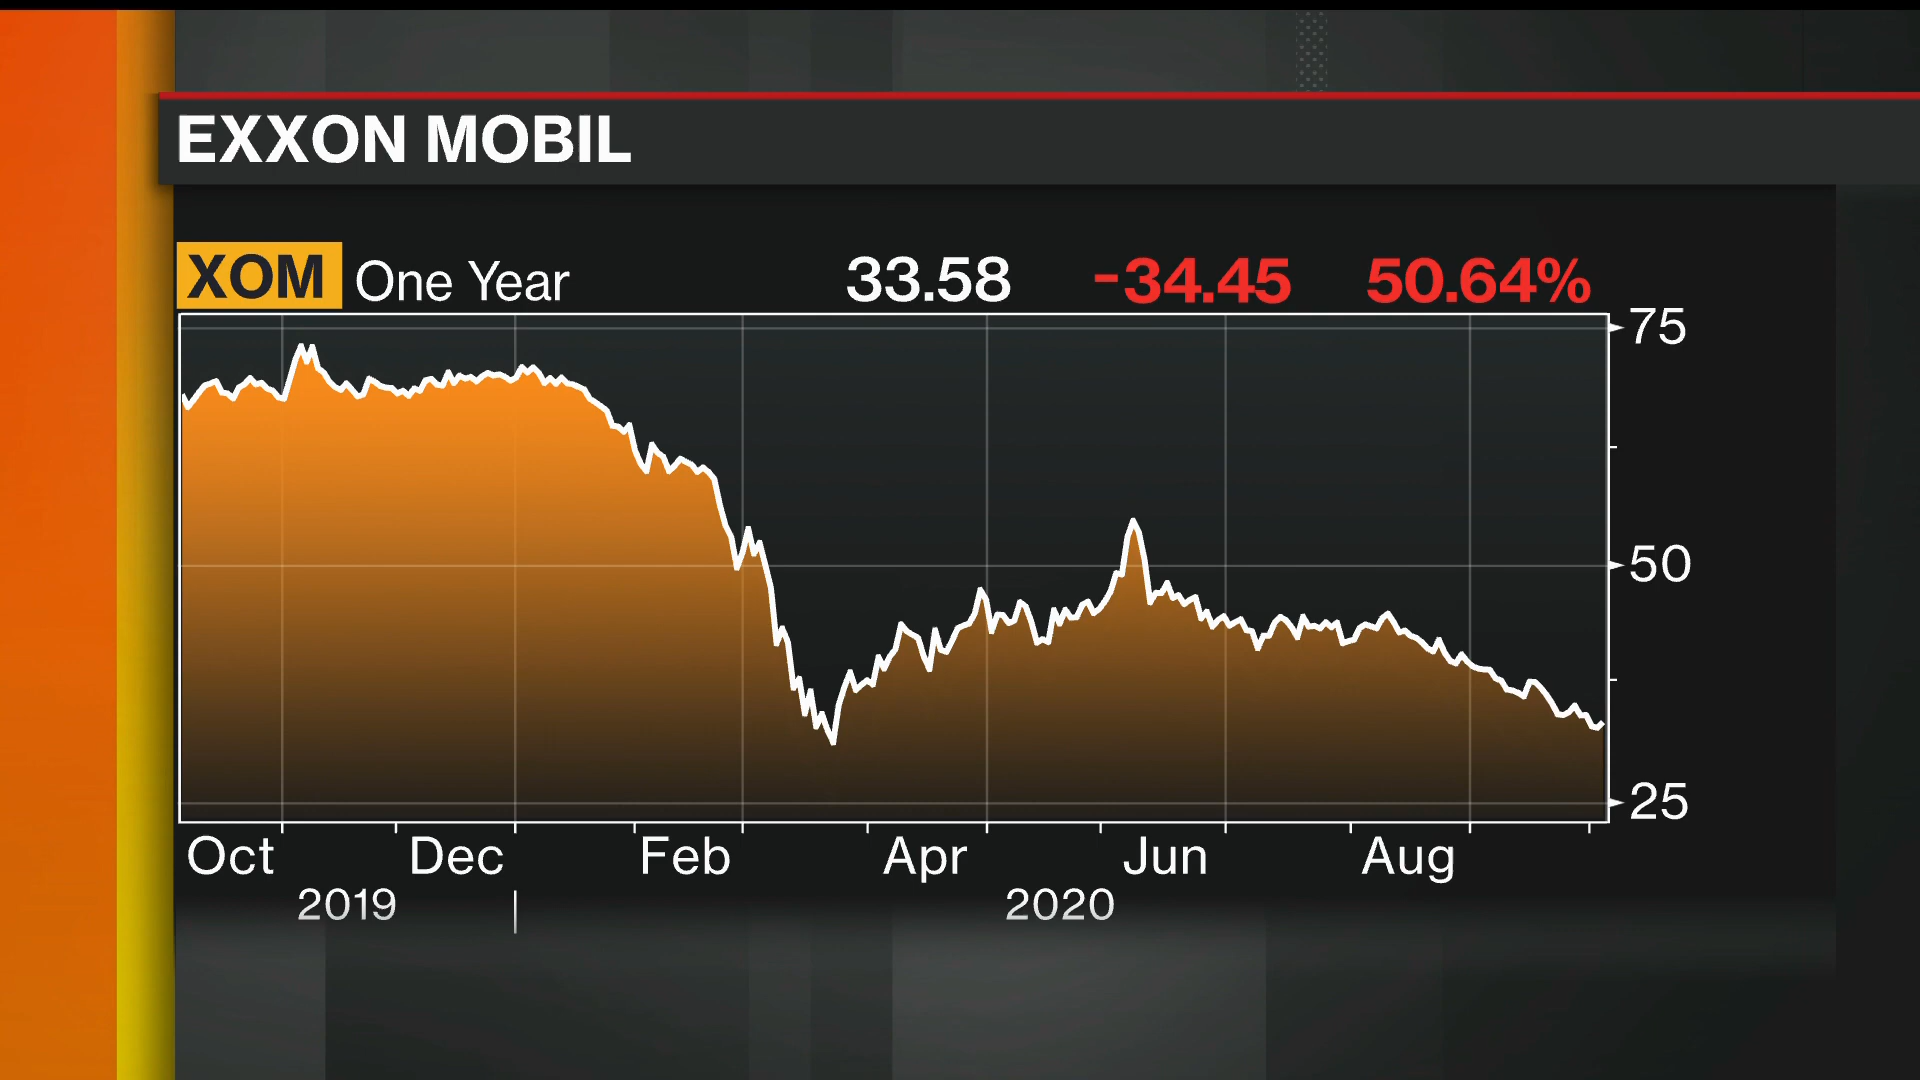 EXXON MOBIL
XOM One Year 33.58 -34.45 50.64%
75
50
25
Oct Dec Feb Apr Jun Aug
2019 2020